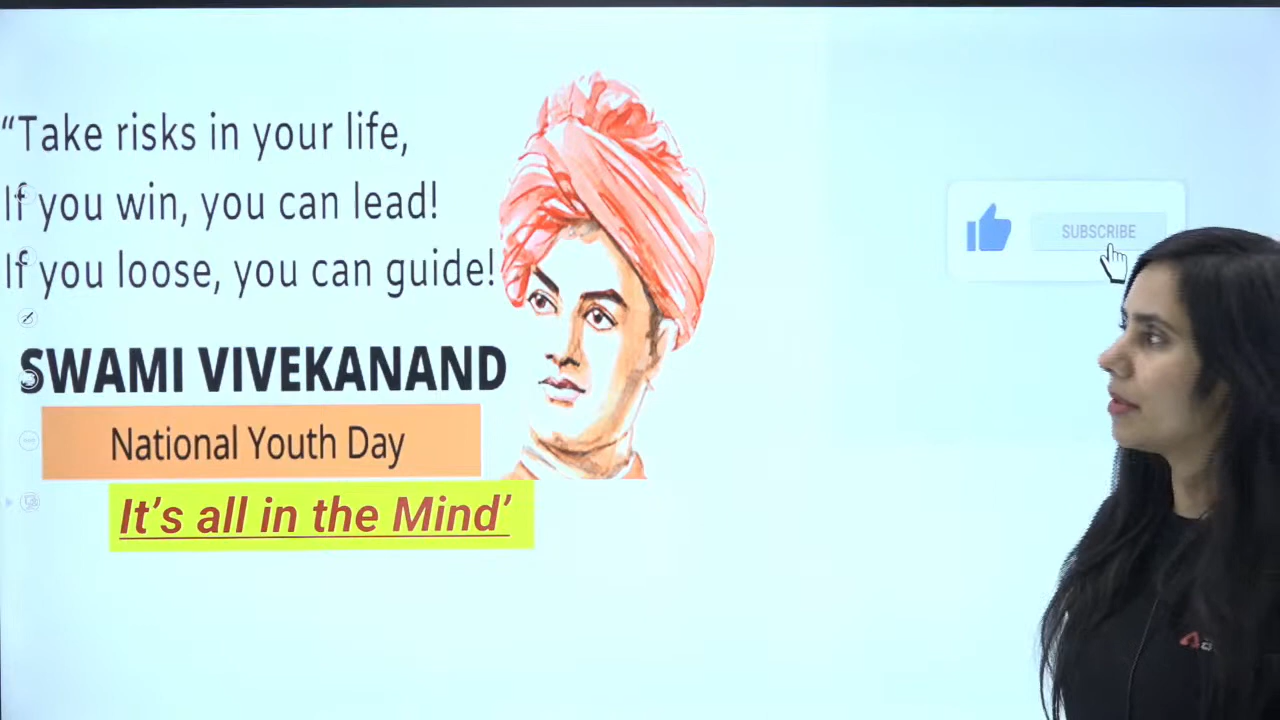 “Take risks in your life,
If you win, you can lead!
If you loose, you can guide!
SWAMI VIVEKANAND
National Youth Day
It’s all in the Mind’
SUBSCRIBE